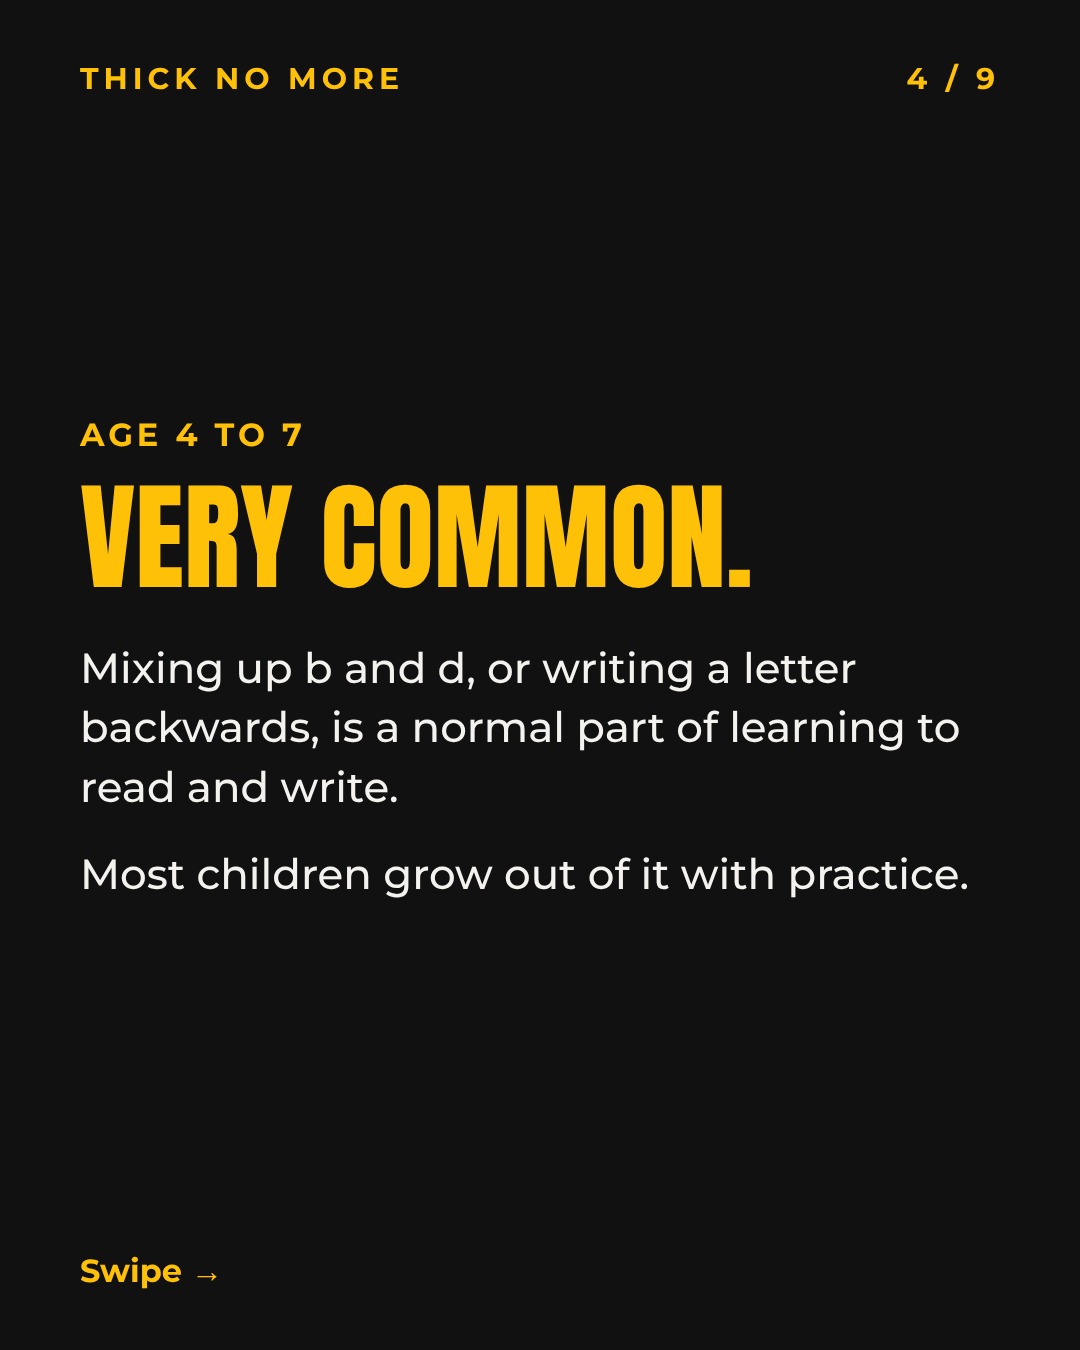 THICK NO MORE
4 / 9
AGE 4 TO 7
VERY COMMON.
Mixing up b and d, or writing a letter
backwards, is a normal part of learning to
read and write.
Most children grow out of it with practice.
Swipe →